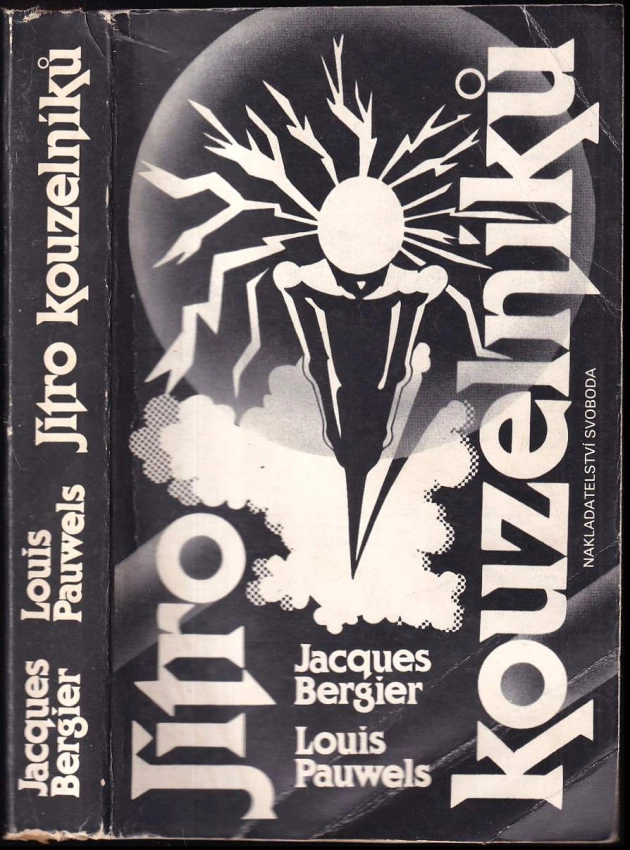 Jacques
Bergier
Louis
Pauwels
Jitro kouzelníků
Jitro
kouzelníků
Jacques
Bergier
Louis
Pauwels
NAKLADATELSTVÍ SVOBODA